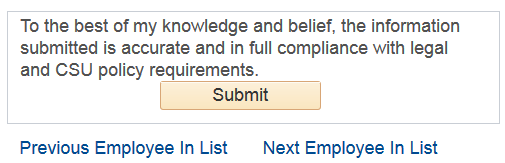 To the best of my knowledge and belief, the information
submitted is accurate and in full compliance with legal
and CSU policy requirements.
Submit
Previous Employee In List Next Employee In List